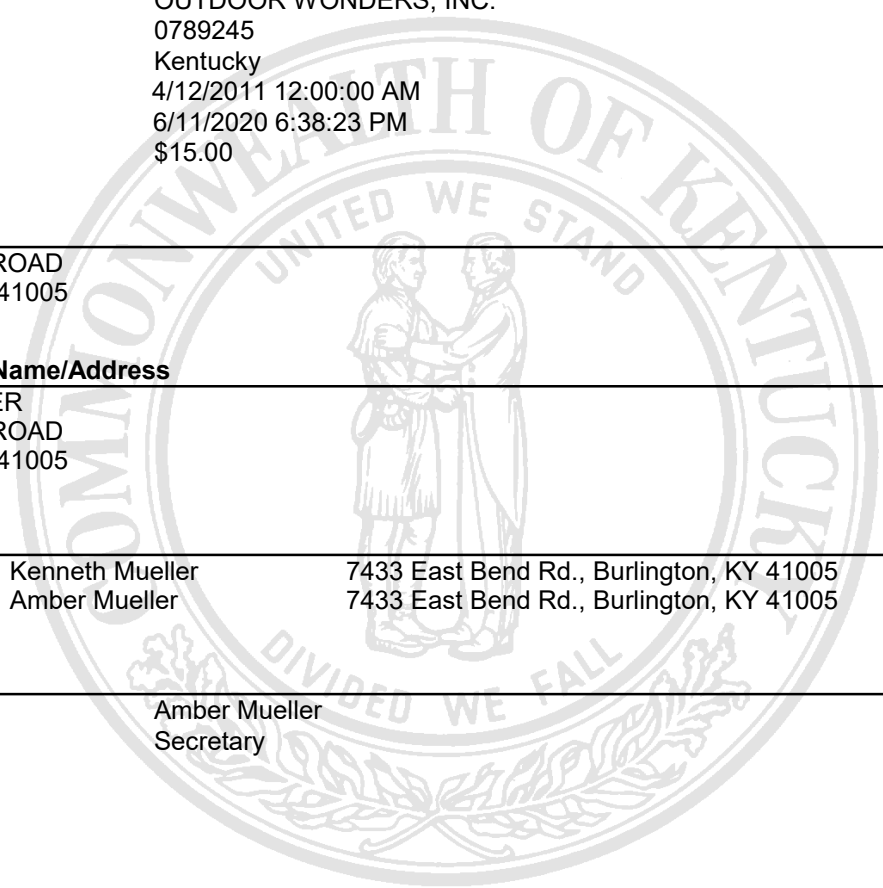 OUTDOOR WONDERS, INC.
0789245
Kentucky
4/12/2011 12:00:00 AM
6/11/2020 6:38:23 PM
$15.00
ROAD
41005
Name/Address
ER
ROAD
41005
Kenneth Mueller 7433 East Bend Rd., Burlington, KY 41005
Amber Mueller 7433 East Bend Rd., Burlington, KY 41005
Amber Mueller
Secretary
COMMONWEALTH OF KENTUCKY
UNITED WE STAND
DIVIDED WE FALL